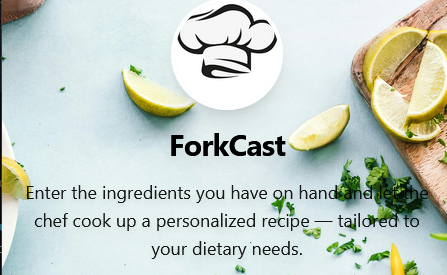 ForkCast
Enter the ingredients you have on hand and let the
chef cook up a personalized recipe — tailored to
your dietary needs.